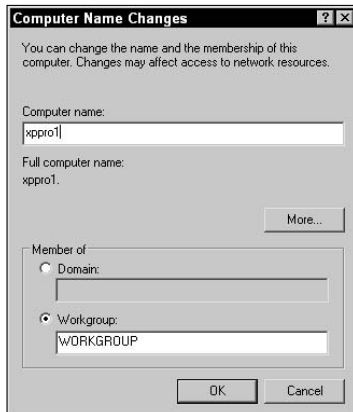 Computer Name Changes
You can change the name and the membership of this
computer. Changes may affect access to network resources.
Computer name:
xppro1
Full computer name:
xppro1.
More...
Member of
Domain:
Workgroup:
WORKGROUP
OK Cancel